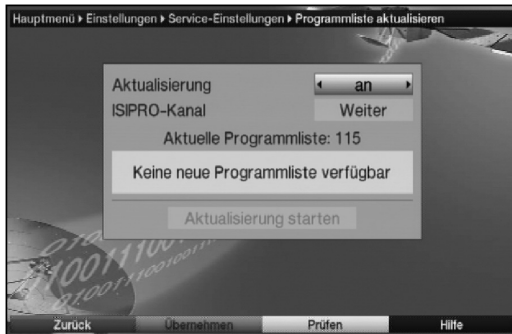 Hauptmenü ▸ Einstellungen ▸ Service-Einstellungen ▸ Programmliste aktualisieren
Aktualisierung an
ISIPRO-Kanal Weiter
Aktuelle Programmliste: 115
Keine neue Programmliste verfügbar
Aktualisierung starten
Zurück Übernehmen Prüfen Hilfe